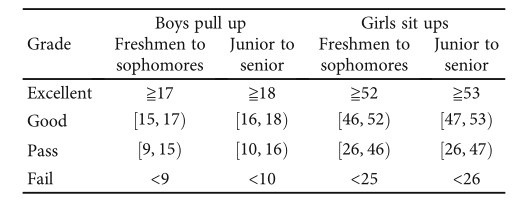 Boys pull up Girls sit ups
Grade Freshmen to sophomores Junior to senior Freshmen to sophomores Junior to senior
Excellent ≧17 ≧18 ≧52 ≧53
Good [15, 17) [16, 18) [46, 52) [47, 53)
Pass [9, 15) [10, 16) [26, 46) [26, 47)
Fail <9 <10 <25 <26